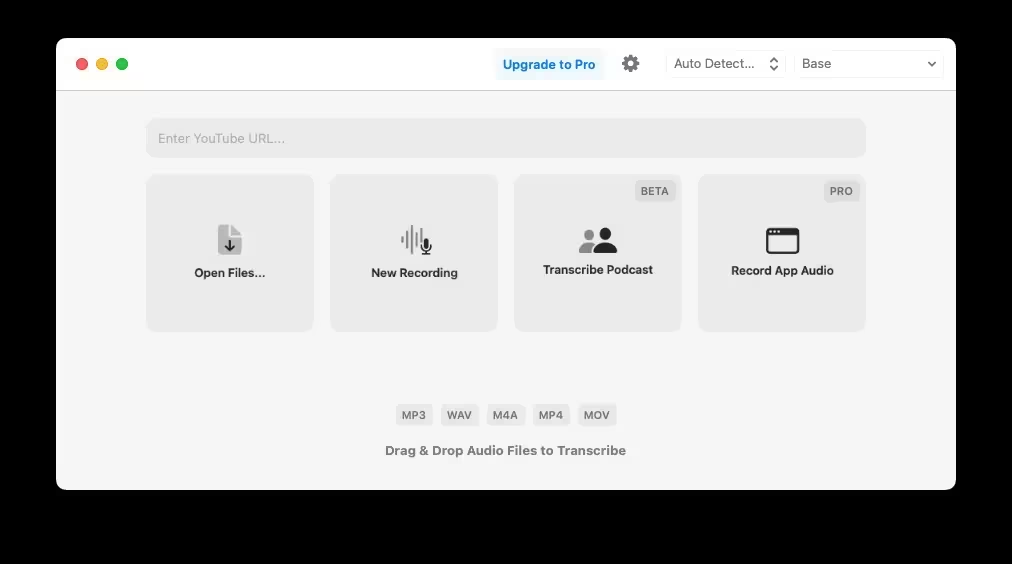 Upgrade to Pro
Auto Detect...
Base
Enter YouTube URL...
BETA
PRO
Open Files...
New Recording
Transcribe Podcast
Record App Audio
MP3 WAV M4A MP4 MOV
Drag & Drop Audio Files to Transcribe